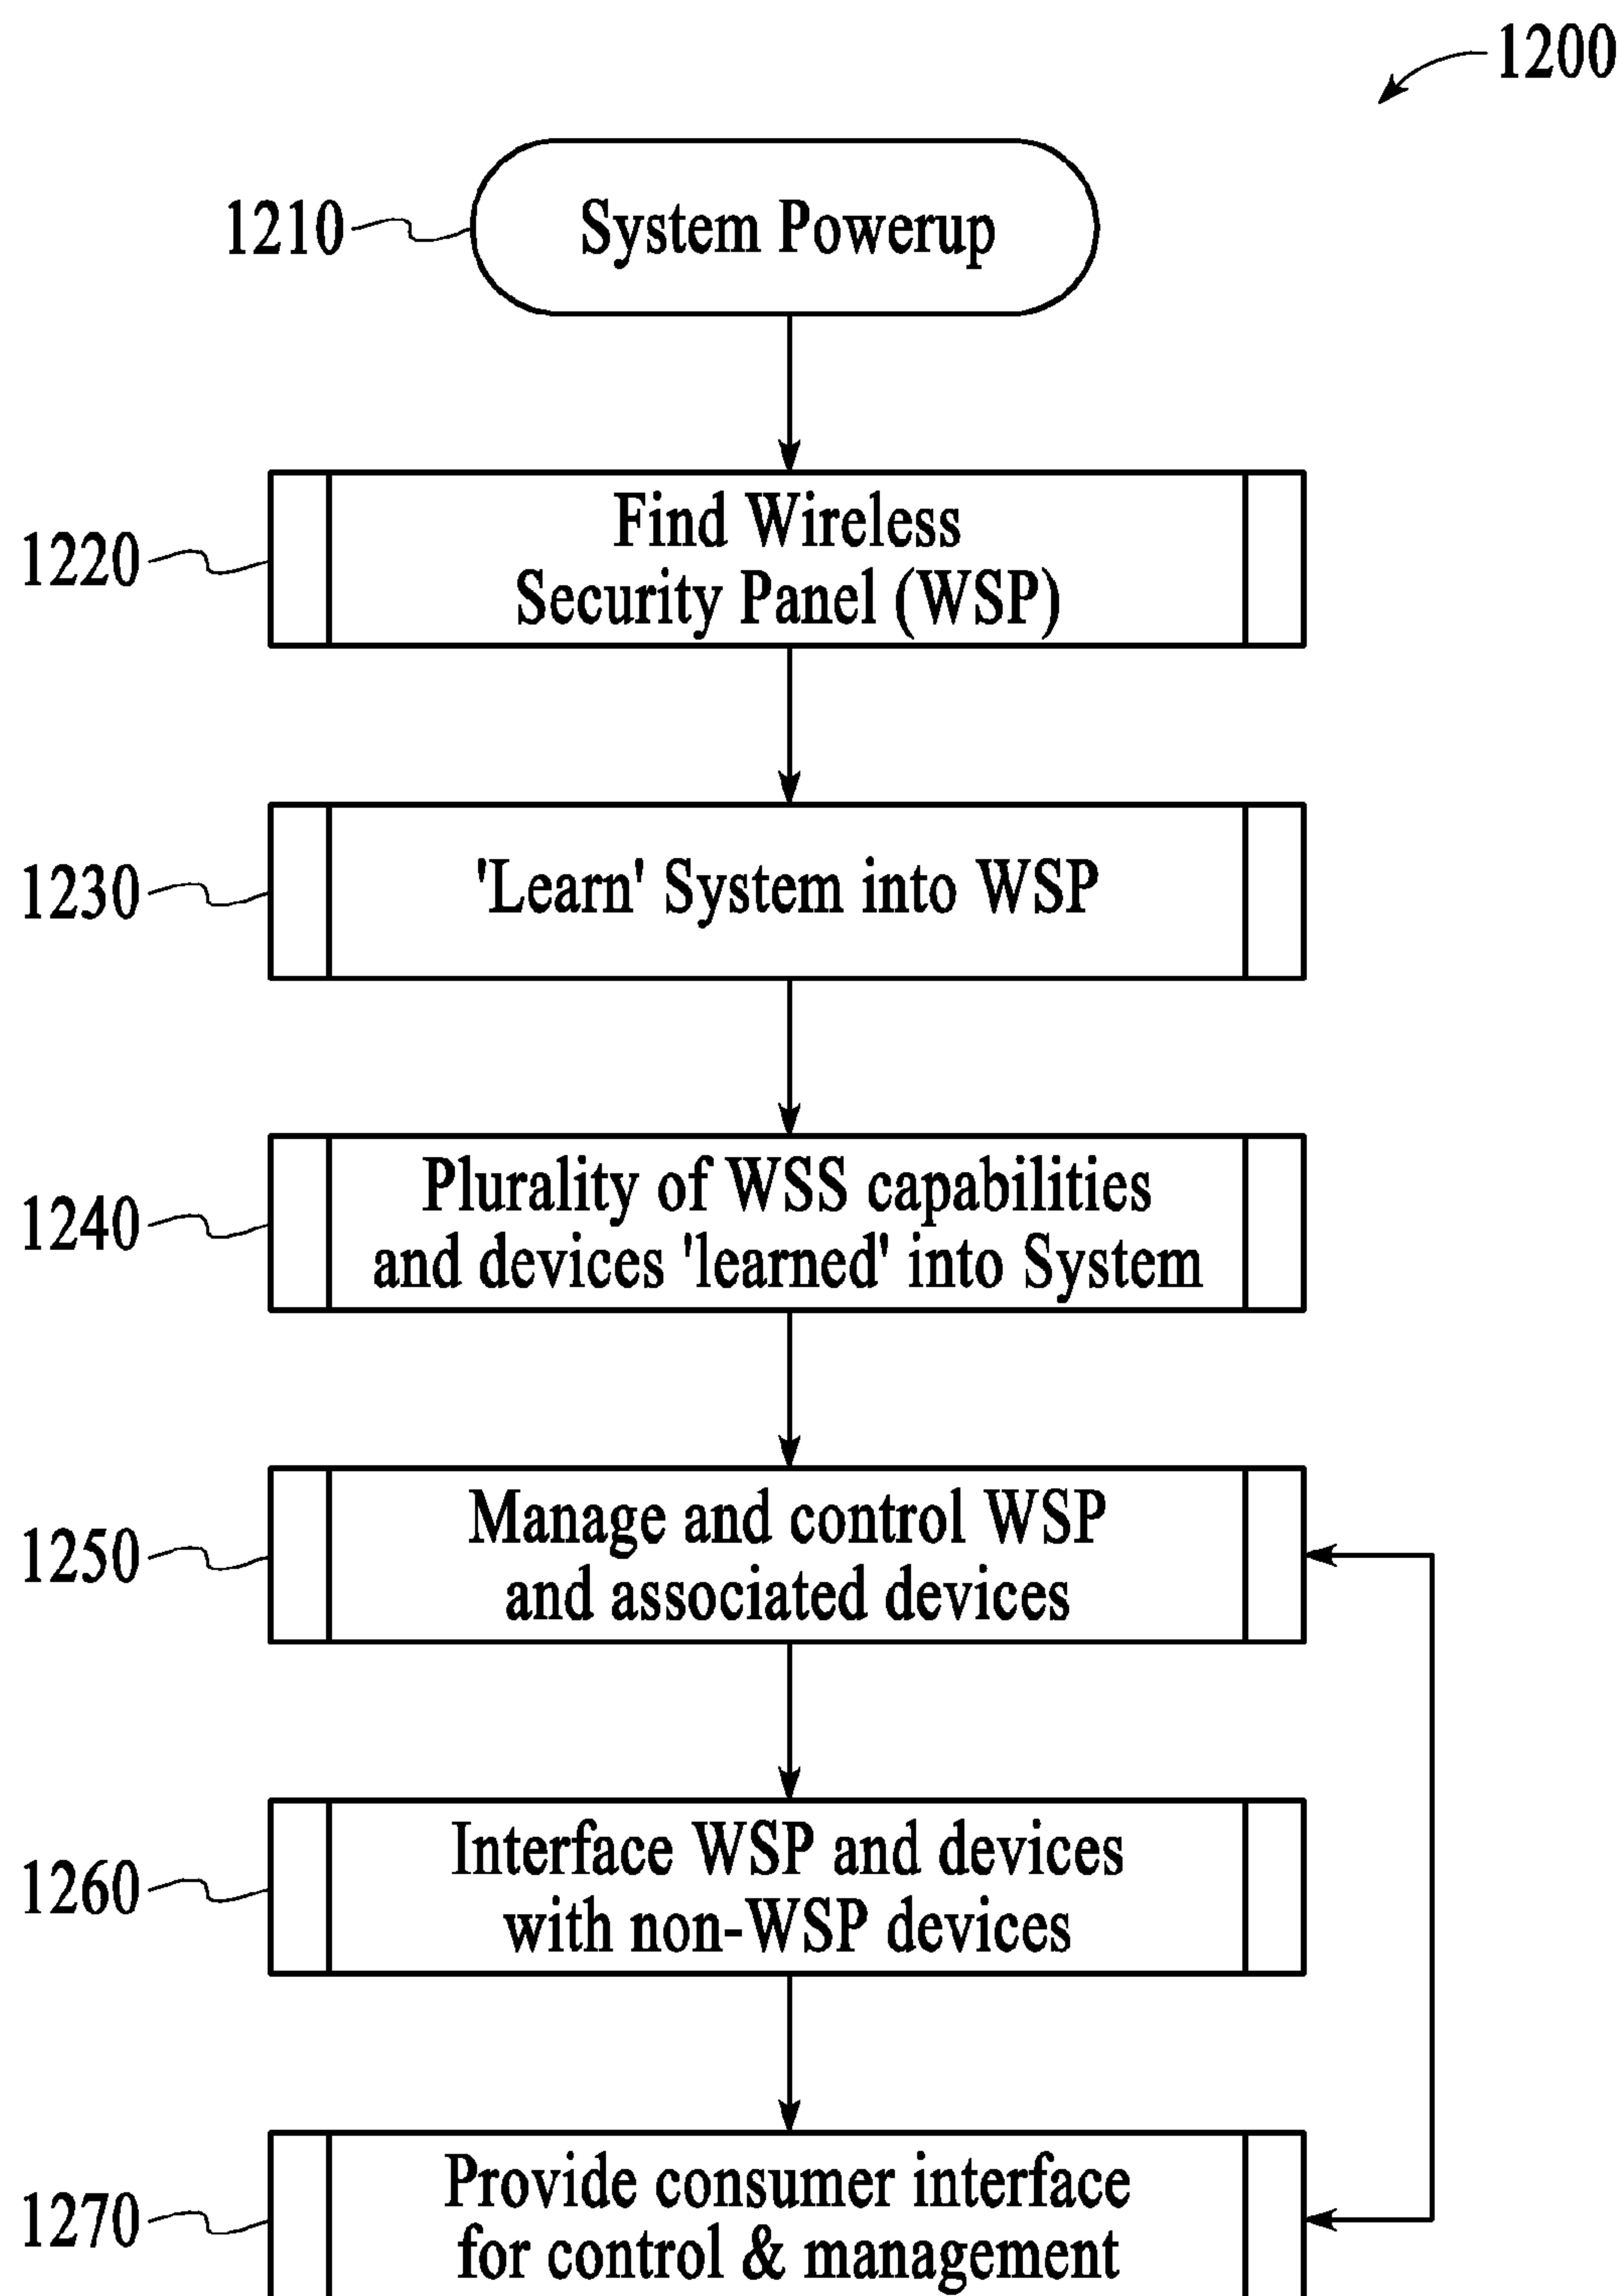 1200
1210
System Powerup
1220
Find Wireless
Security Panel (WSP)
1230
'Learn' System into WSP
1240
Plurality of WSS capabilities
and devices 'learned' into System
1250
Manage and control WSP
and associated devices
1260
Interface WSP and devices
with non-WSP devices
1270
Provide consumer interface
for control & management